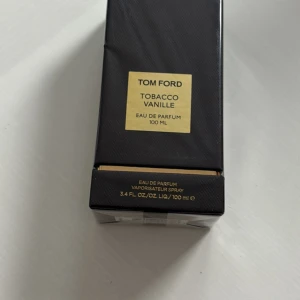 TOM FORD
TOBACCO
VANILLE
EAU DE PARFUM
100 ML
EAU DE PARFUM
VAPORISATEUR SPRAY
3.4 FL.OZ./OZ. LIQ./100 ml ℮